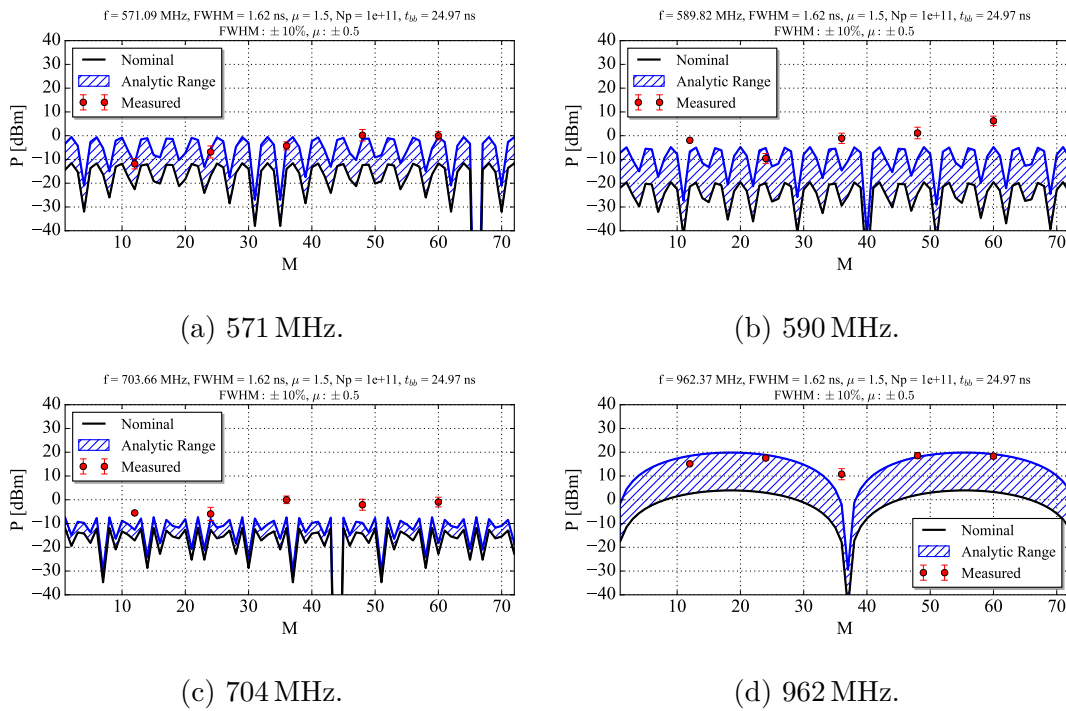 f = 571.09 MHz, FWHM = 1.62 ns, μ = 1.5, Np = 1e+11, t_bb = 24.97 ns
FWHM : ± 10%, μ : ± 0.5
40
30
20
10
0
−10
−20
−30
−40
P [dBm]
Nominal
Analytic Range
Measured
10 20 30 40 50 60 70
M
(a) 571 MHz.
f = 589.82 MHz, FWHM = 1.62 ns, μ = 1.5, Np = 1e+11, t_bb = 24.97 ns
FWHM : ± 10%, μ : ± 0.5
40
30
20
10
0
−10
−20
−30
−40
P [dBm]
Nominal
Analytic Range
Measured
10 20 30 40 50 60 70
M
(b) 590 MHz.
f = 703.66 MHz, FWHM = 1.62 ns, μ = 1.5, Np = 1e+11, t_bb = 24.97 ns
FWHM : ± 10%, μ : ± 0.5
40
30
20
10
0
−10
−20
−30
−40
P [dBm]
Nominal
Analytic Range
Measured
10 20 30 40 50 60 70
M
(c) 704 MHz.
f = 962.37 MHz, FWHM = 1.62 ns, μ = 1.5, Np = 1e+11, t_bb = 24.97 ns
FWHM : ± 10%, μ : ± 0.5
40
30
20
10
0
−10
−20
−30
−40
P [dBm]
Nominal
Analytic Range
Measured
10 20 30 40 50 60 70
M
(d) 962 MHz.